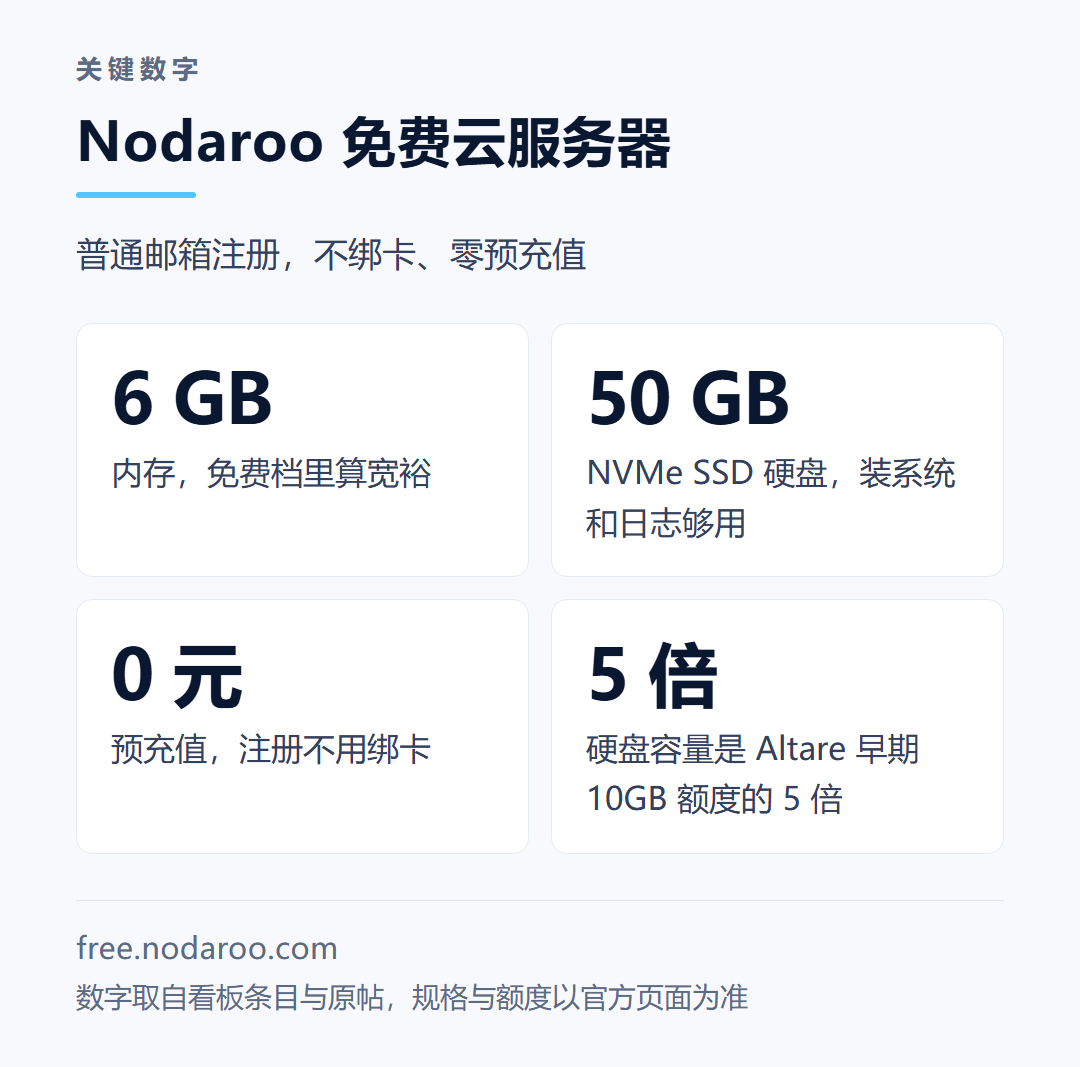 关键数字
Nodaroo 免费云服务器
普通邮箱注册，不绑卡、零预充值
6 GB
内存，免费档里算宽裕
50 GB
NVMe SSD 硬盘，装系统
和日志够用
0 元
预充值，注册不用绑卡
5 倍
硬盘容量是 Altare 早期
10GB 额度的 5 倍
free.nodaroo.com
数字取自看板条目与原帖，规格与额度以官方页面为准